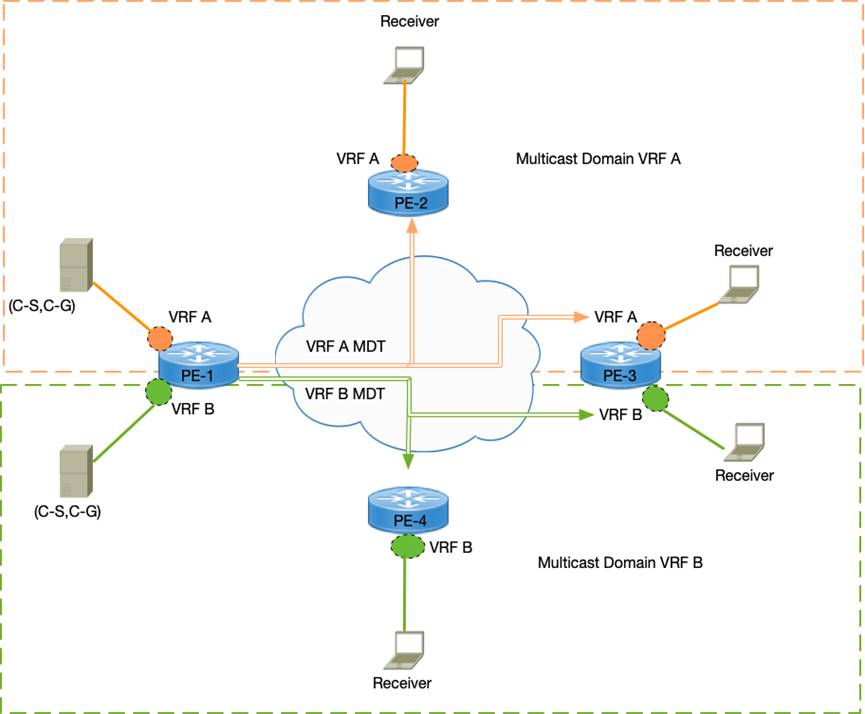 Receiver
VRF A
Multicast Domain VRF A
PE-2
Receiver
(C-S,C-G)
VRF A
VRF A
VRF A MDT
PE-1
PE-3
VRF B MDT
VRF B
VRF B
Receiver
(C-S,C-G)
PE-4
VRF B
Multicast Domain VRF B
Receiver